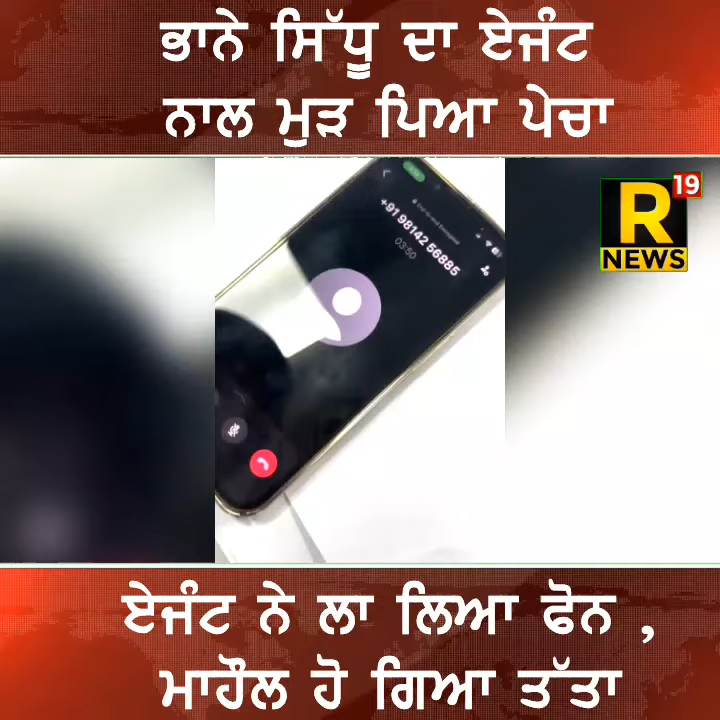 ਭਾਨੇ ਸਿੱਧੂ ਦਾ ਏਜੰਟ
ਨਾਲ ਮੁੜ ਪਿਆ ਪੇਚਾ
R 19
NEWS
+91 98142 56885
03:50
ਏਜੰਟ ਨੇ ਲਾ ਲਿਆ ਫੋਨ ,
ਮਾਹੌਲ ਹੋ ਗਿਆ ਤੱਤਾ